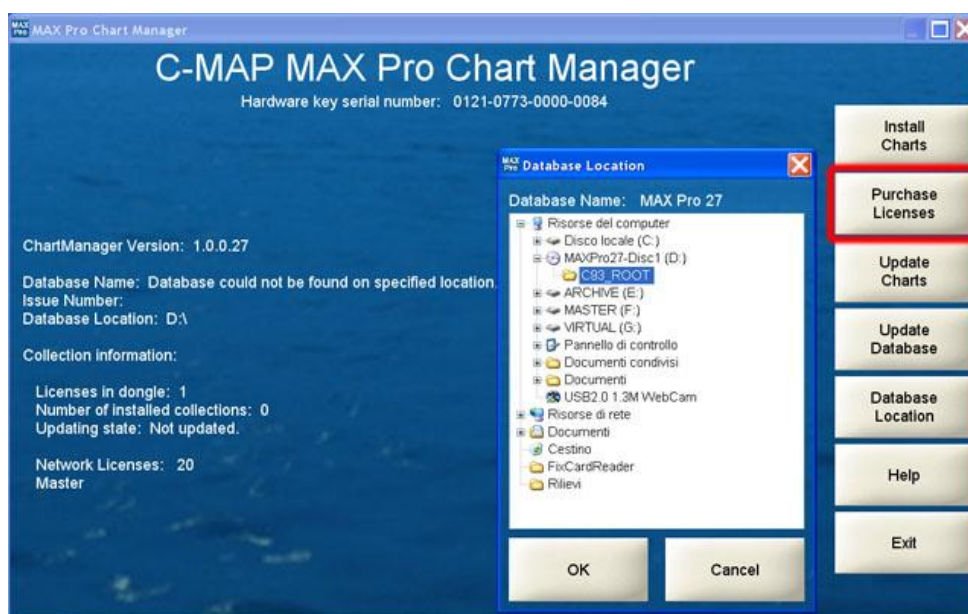 MAX Pro Chart Manager
C-MAP MAX Pro Chart Manager
Hardware key serial number: 0121-0773-0000-0084
ChartManager Version: 1.0.0.27
Database Name: Database could not be found on specified location.
Issue Number:
Database Location: D:\
Collection information:
Licenses in dongle: 1
Number of installed collections: 0
Updating state: Not updated.
Network Licenses: 20
Master
MAX Pro Database Location
Database Name: MAX Pro 27
Risorse del computer
Disco locale (C:)
MAXPro27-Disc1 (D:)
C93_ROOT
ARCHIVE (E:)
MASTER (F:)
VIRTUAL (G:)
Pannello di controllo
Documenti condivisi
Documenti
USB2.0 1.3M WebCam
Risorse di rete
Documenti
Cestino
FixCardReader
Rilievi
OK
Cancel
Install
Charts
Purchase
Licenses
Update
Charts
Update
Database
Database
Location
Help
Exit